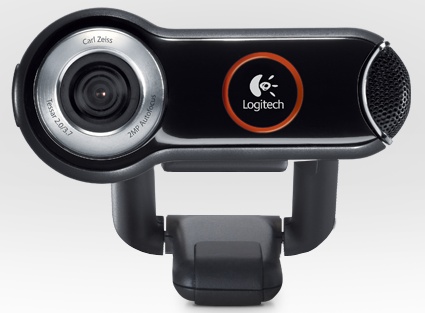 Carl Zeiss
Tessar 2.0/3.7
2MP Autofocus
Logitech